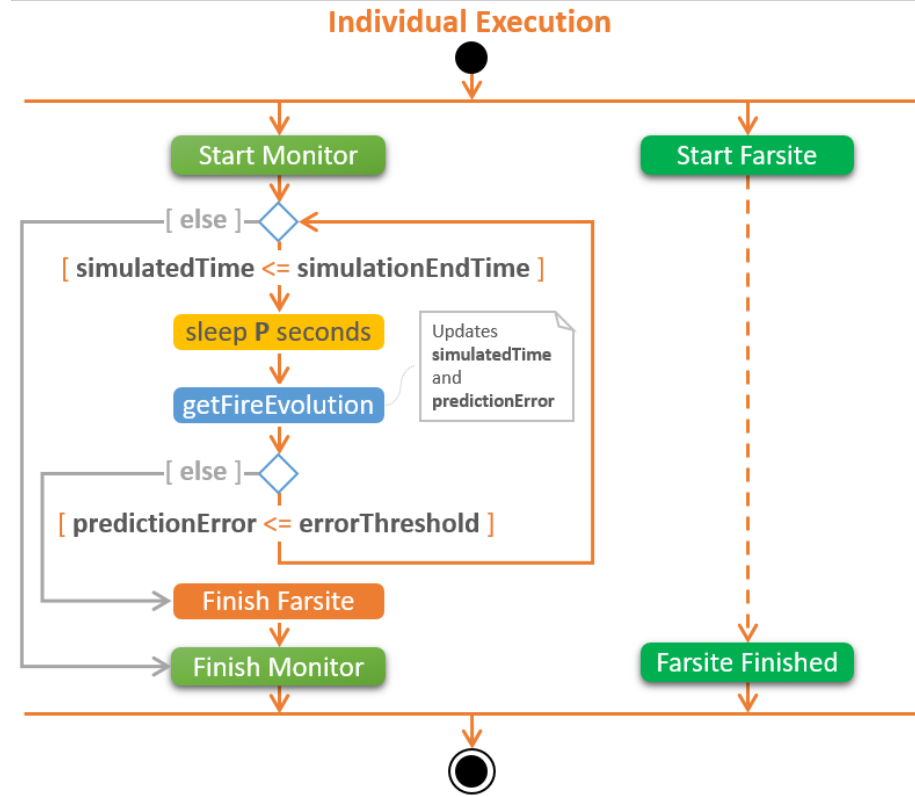 Individual Execution
Start Monitor
Start Farsite
[ else ]
[ simulatedTime <= simulationEndTime ]
sleep P seconds
Updates
simulatedTime
and
predictionError
getFireEvolution
[ else ]
[ predictionError <= errorThreshold ]
Finish Farsite
Finish Monitor
Farsite Finished